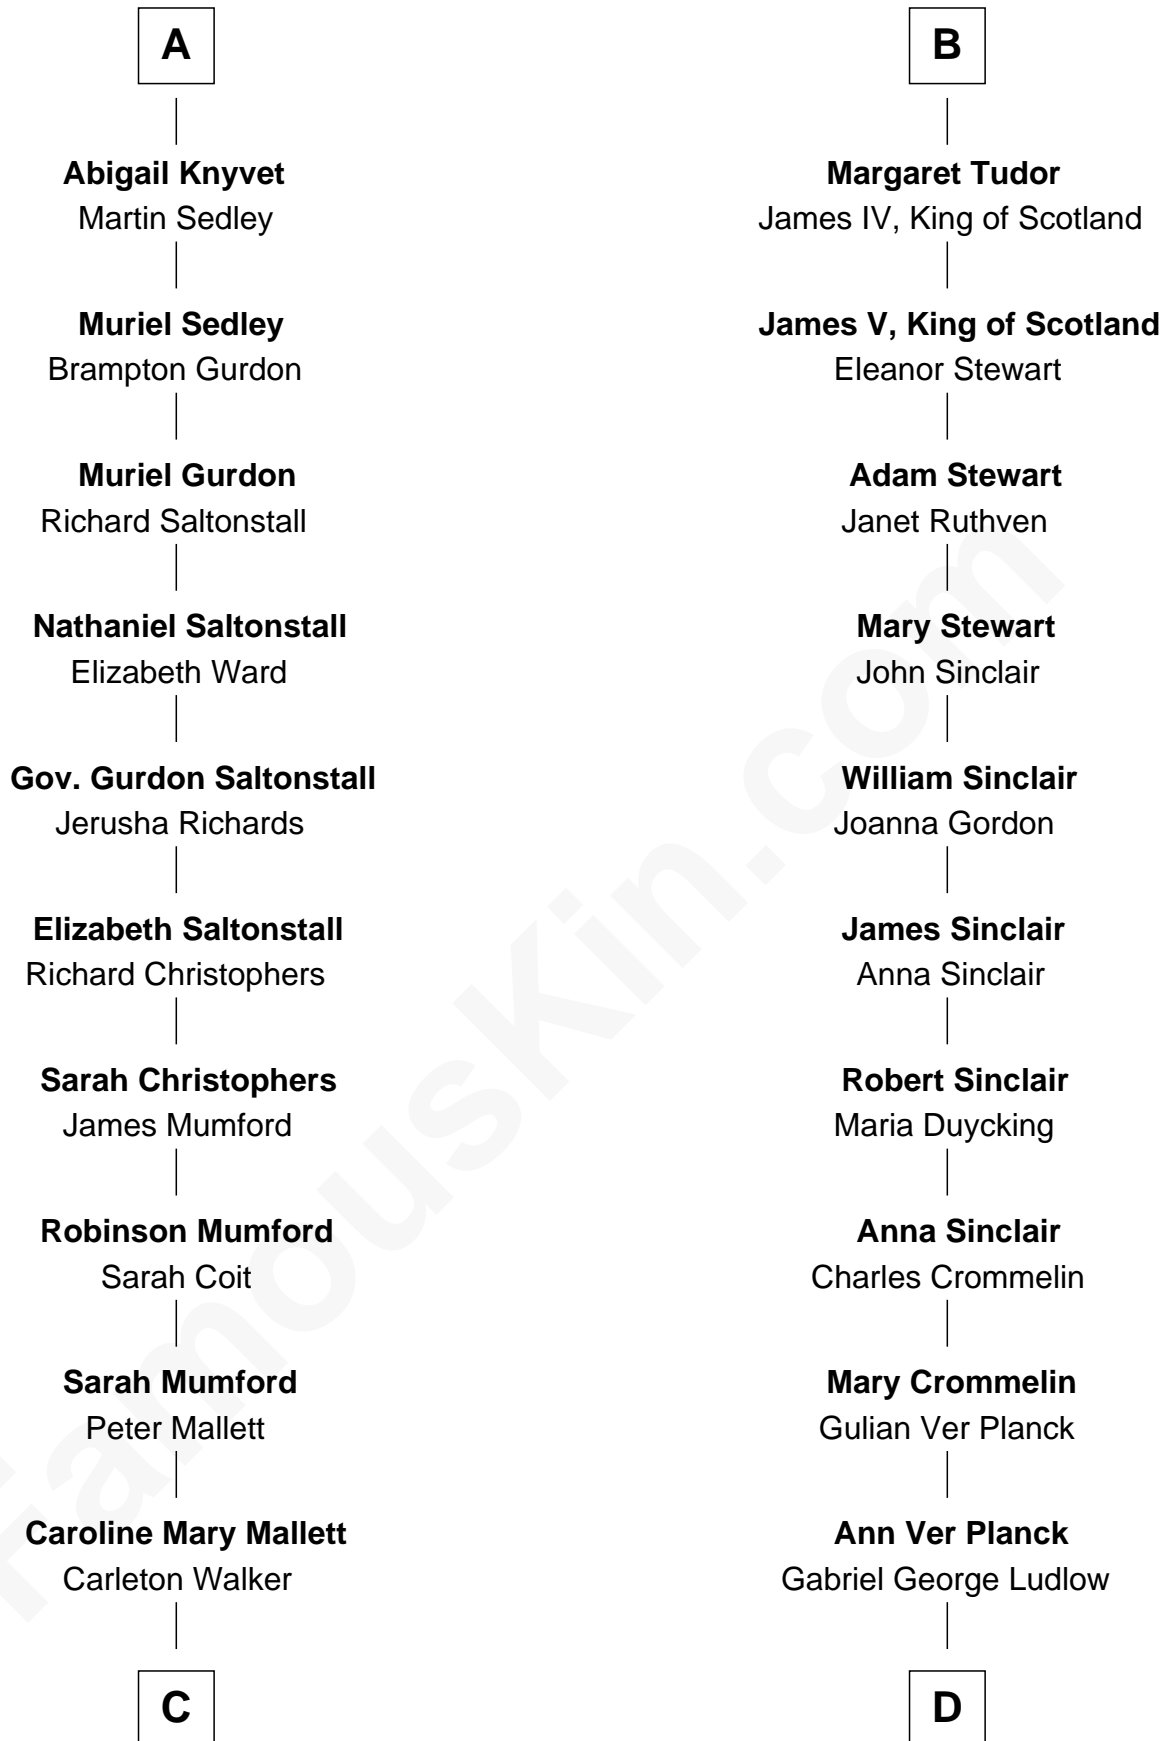 A
Abigail Knyvet
Martin Sedley
Muriel Sedley
Brampton Gurdon
Muriel Gurdon
Richard Saltonstall
Nathaniel Saltonstall
Elizabeth Ward
Gov. Gurdon Saltonstall
Jerusha Richards
Elizabeth Saltonstall
Richard Christophers
Sarah Christophers
James Mumford
Robinson Mumford
Sarah Coit
Sarah Mumford
Peter Mallett
Caroline Mary Mallett
Carleton Walker
C
B
Margaret Tudor
James IV, King of Scotland
James V, King of Scotland
Eleanor Stewart
Adam Stewart
Janet Ruthven
Mary Stewart
John Sinclair
William Sinclair
Joanna Gordon
James Sinclair
Anna Sinclair
Robert Sinclair
Maria Duycking
Anna Sinclair
Charles Crommelin
Mary Crommelin
Gulian Ver Planck
Ann Ver Planck
Gabriel George Ludlow
D
FamousKin.com